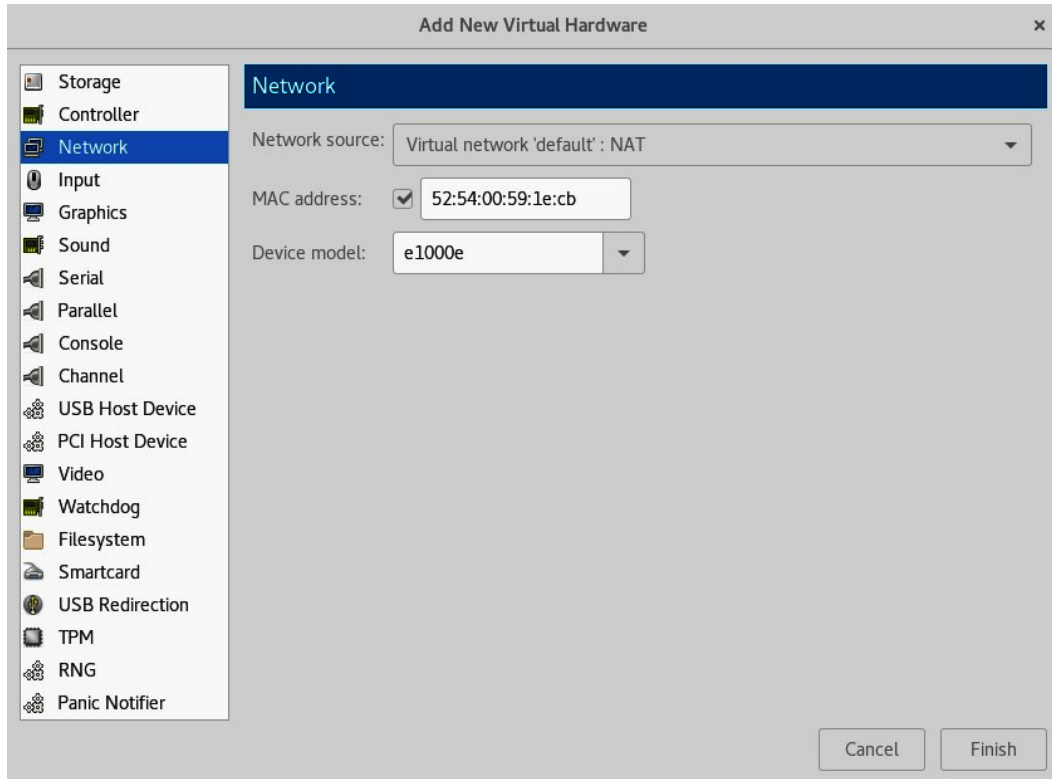 Add New Virtual Hardware
Storage
Controller
Network
Input
Graphics
Sound
Serial
Parallel
Console
Channel
USB Host Device
PCI Host Device
Video
Watchdog
Filesystem
Smartcard
USB Redirection
TPM
RNG
Panic Notifier
Network
Network source: Virtual network 'default' : NAT
MAC address: 52:54:00:59:1e:cb
Device model: e1000e
Cancel Finish